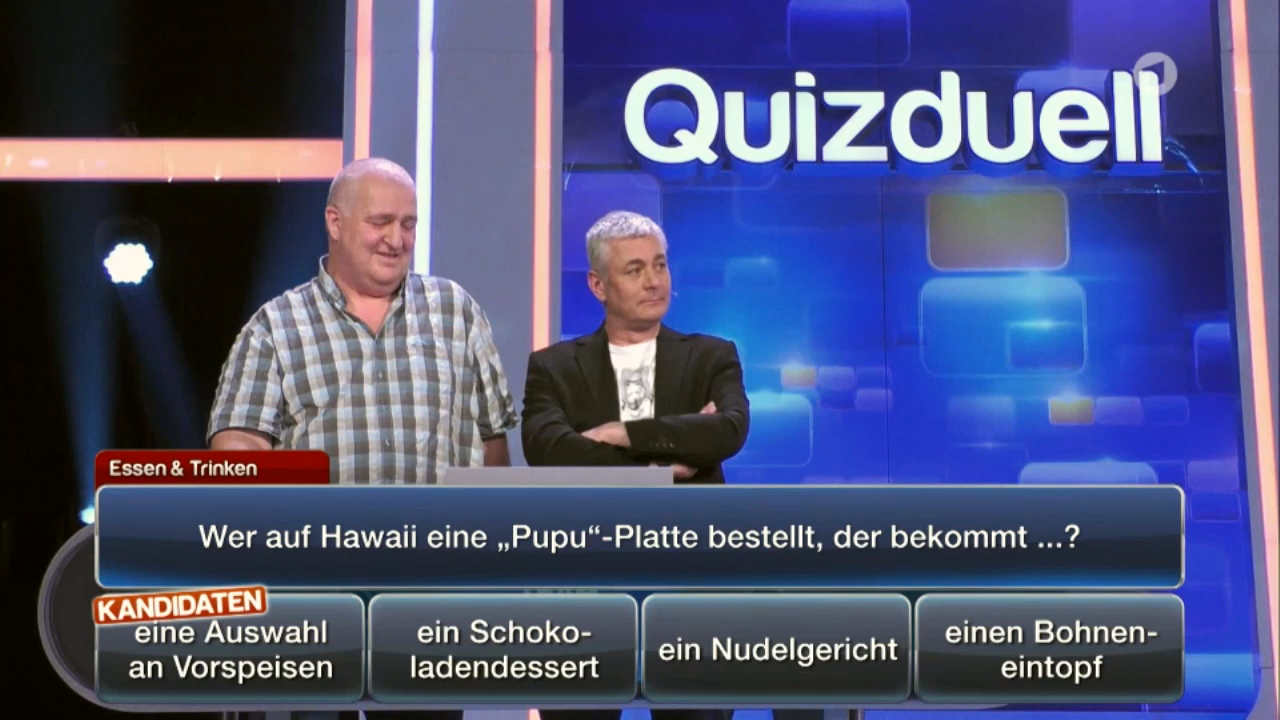 Quizduell
Essen & Trinken
Wer auf Hawaii eine „Pupu“-Platte bestellt, der bekommt ...?
KANDIDATEN
eine Auswahl
an Vorspeisen
ein Schoko-
ladendessert
ein Nudelgericht
einen Bohnen-
eintopf